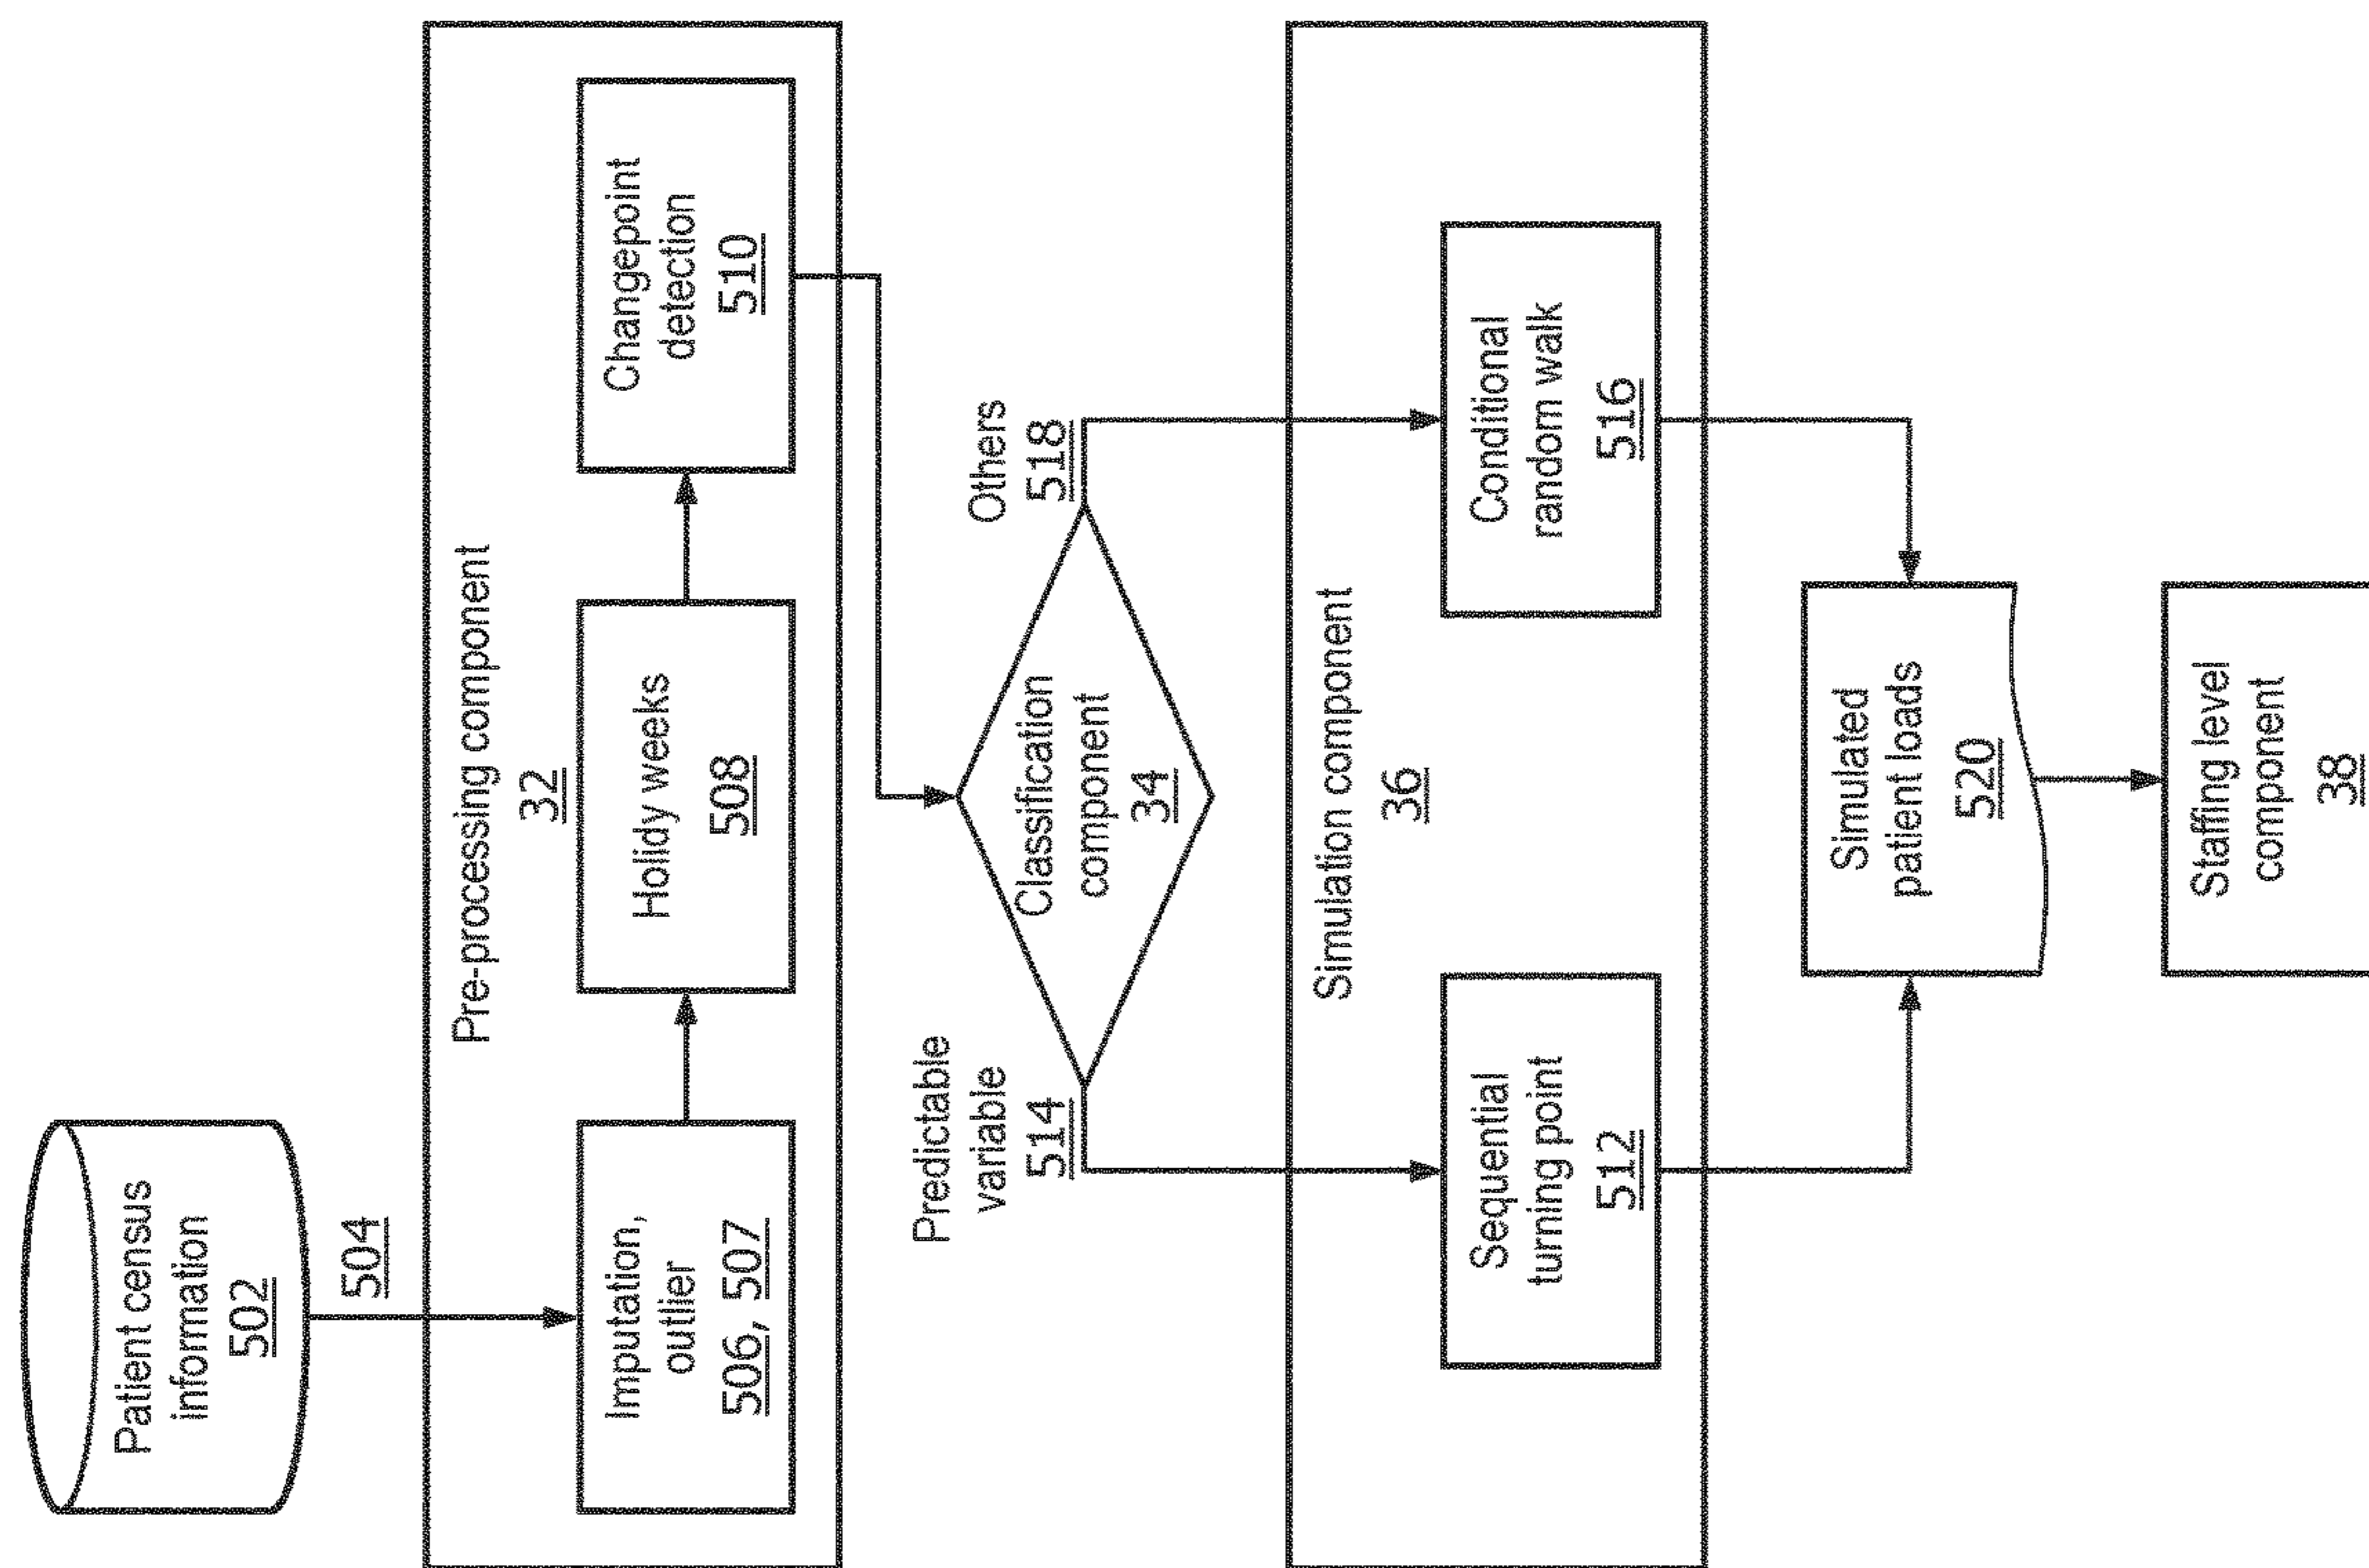 Patient census
information
502
504
Pre-processing component
32
Imputation,
outlier
506, 507
Holidy weeks
508
Changepoint
detection
510
Predictable
variable
514
Classification
component
34
Others
518
Simulation component
36
Sequential
turning point
512
Conditional
random walk
516
Simulated
patient loads
520
Staffing level
component
38